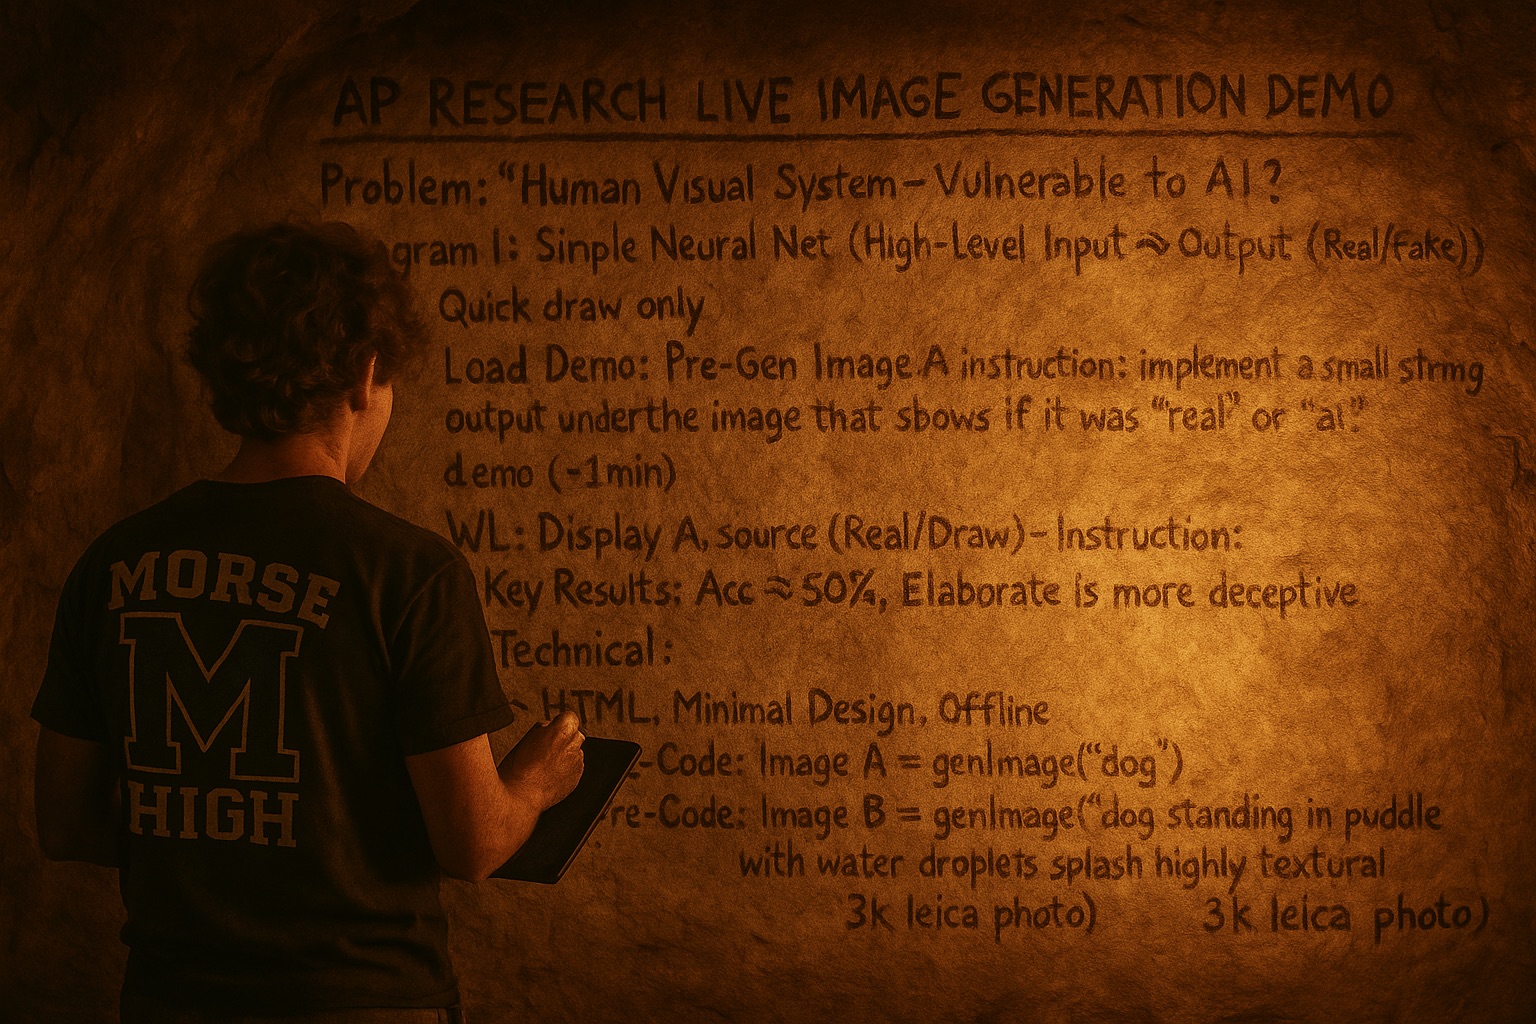 AP RESEARCH LIVE IMAGE GENERATION DEMO
Problem: “Human Visual System–Vulnerable to AI?
gram 1: Sinple Neural Net (High-Level Input ⇒ Output (Real/Fake))
Quick draw only
Load Demo: Pre-Gen Image.A instruction: implement a small strmg
output underthe image that sbows if it was “real” or “ai”.
demo (-1min)
WL: Display A, source (Real/Draw) – Instruction:
Key Results: Acc ≈ 50%, Elaborate is more deceptive
Technical:
HTML, Minimal Design, Offline
-Code: Image A = genImage(“dog”)
re-Code: Image B = genImage(“dog standing in puddle
with water droplets splash highly textural
3k leica photo) 3k leica photo)
MORSE
M
HIGH